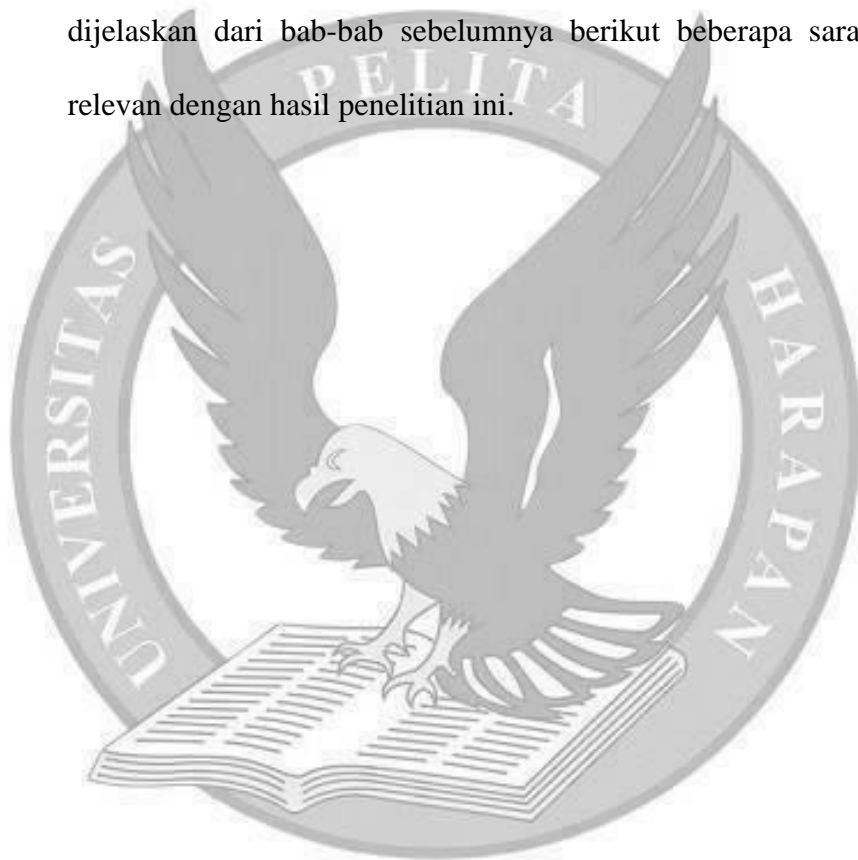 dijelaskan dari bab-bab sebelumnya berikut beberapa sara
relevan dengan hasil penelitian ini.
UNIVERSITAS PELITA HARAPAN